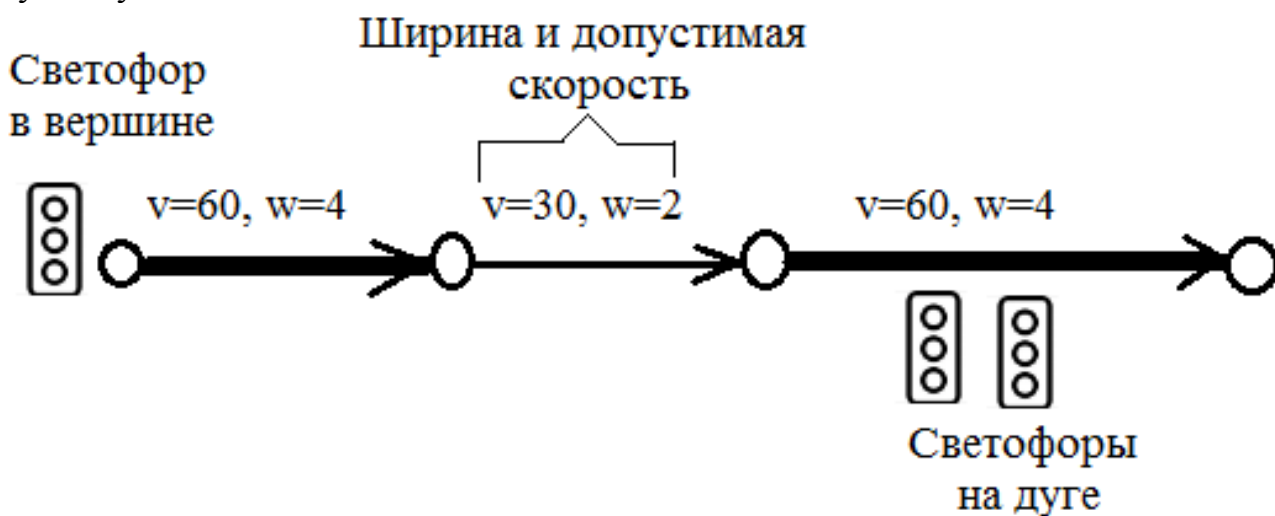 Ширина и допустимая
скорость
Светофор
в вершине
v=60, w=4
v=30, w=2
v=60, w=4
Светофоры
на дуге